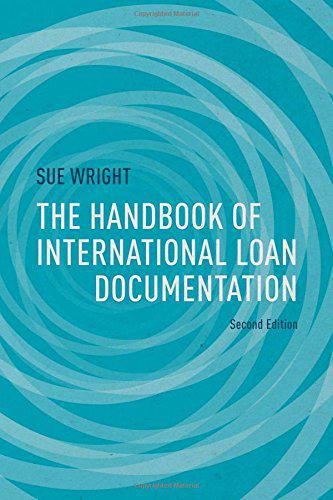 SUE WRIGHT
THE HANDBOOK OF
INTERNATIONAL LOAN
DOCUMENTATION
Second Edition